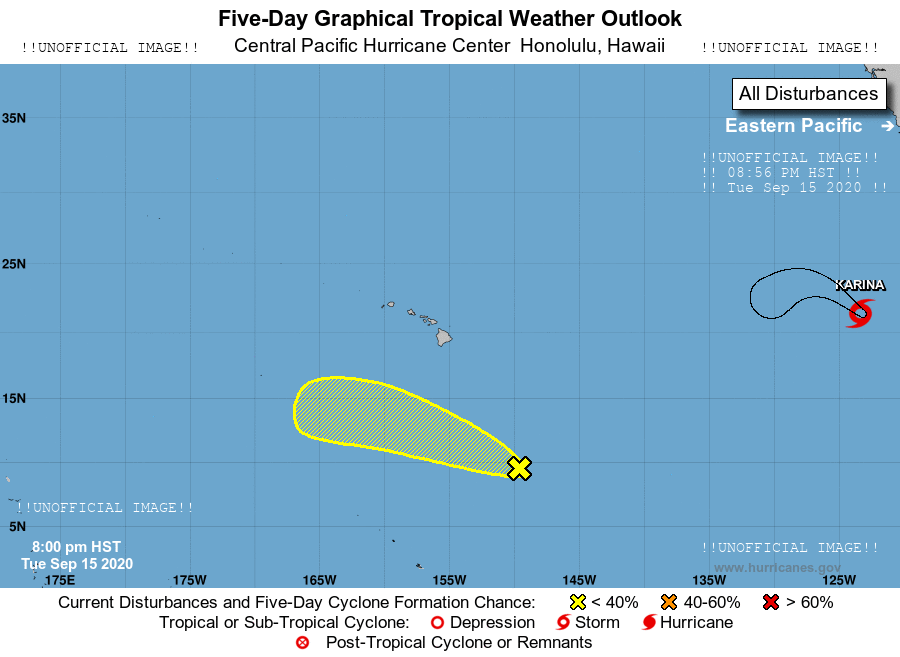 Five-Day Graphical Tropical Weather Outlook
!!UNOFFICIAL IMAGE!! Central Pacific Hurricane Center Honolulu, Hawaii !!UNOFFICIAL IMAGE!!
All Disturbances
35N
Eastern Pacific →
!!UNOFFICIAL IMAGE!!
!! 08:56 PM HST !!
!! Tue Sep 15 2020 !!
25N
KARINA
15N
!!UNOFFICIAL IMAGE!!
5N
8:00 pm HST
Tue Sep 15 2020
!!UNOFFICIAL IMAGE!!
www.hurricanes.gov
175E 175W 165W 155W 145W 135W 125W
Current Disturbances and Five-Day Cyclone Formation Chance: < 40% 40-60% > 60%
Tropical or Sub-Tropical Cyclone: Depression Storm Hurricane
Post-Tropical Cyclone or Remnants